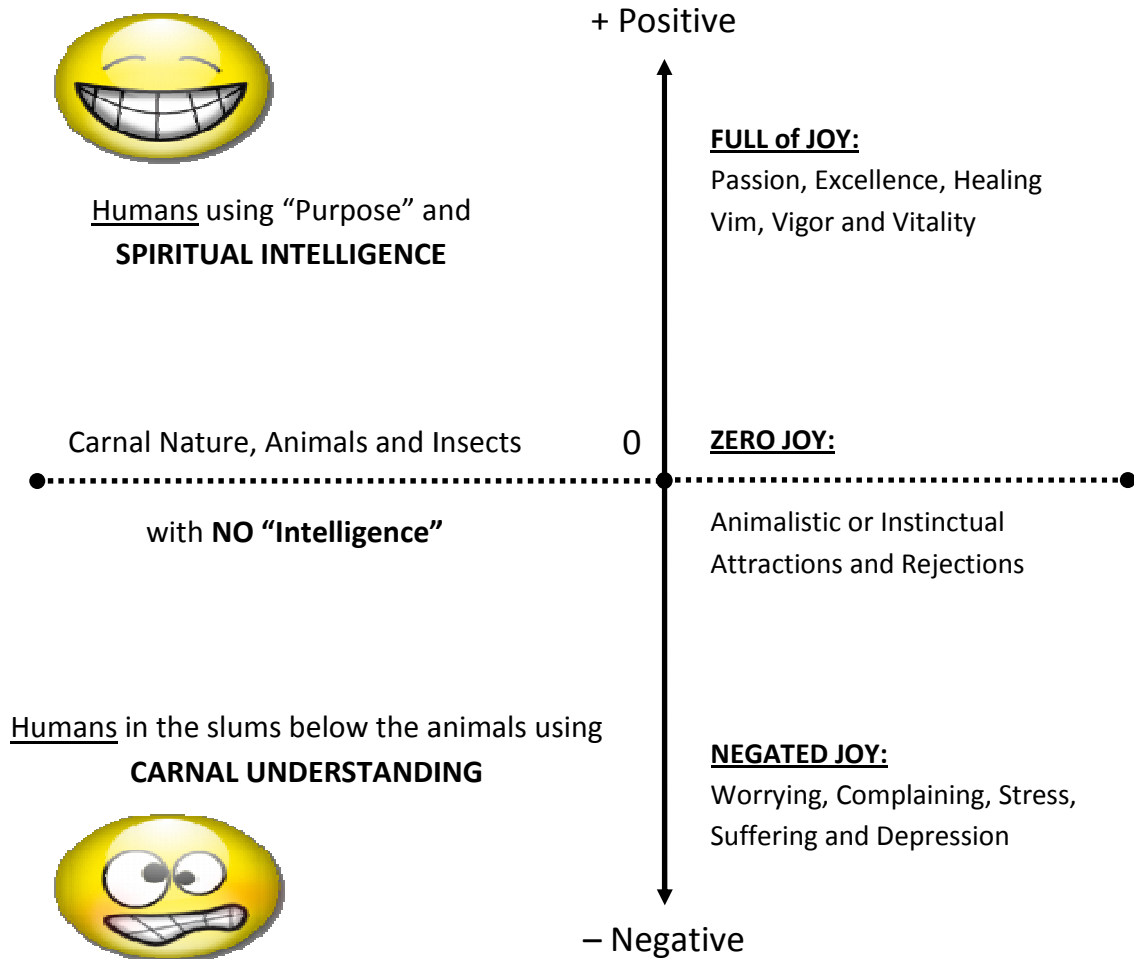 + Positive
FULL of JOY:
Passion, Excellence, Healing
Vim, Vigor and Vitality
Humans using “Purpose” and
SPIRITUAL INTELLIGENCE
Carnal Nature, Animals and Insects
0
ZERO JOY:
with NO “Intelligence”
Animalistic or Instinctual
Attractions and Rejections
Humans in the slums below the animals using
CARNAL UNDERSTANDING
NEGATED JOY:
Worrying, Complaining, Stress,
Suffering and Depression
– Negative